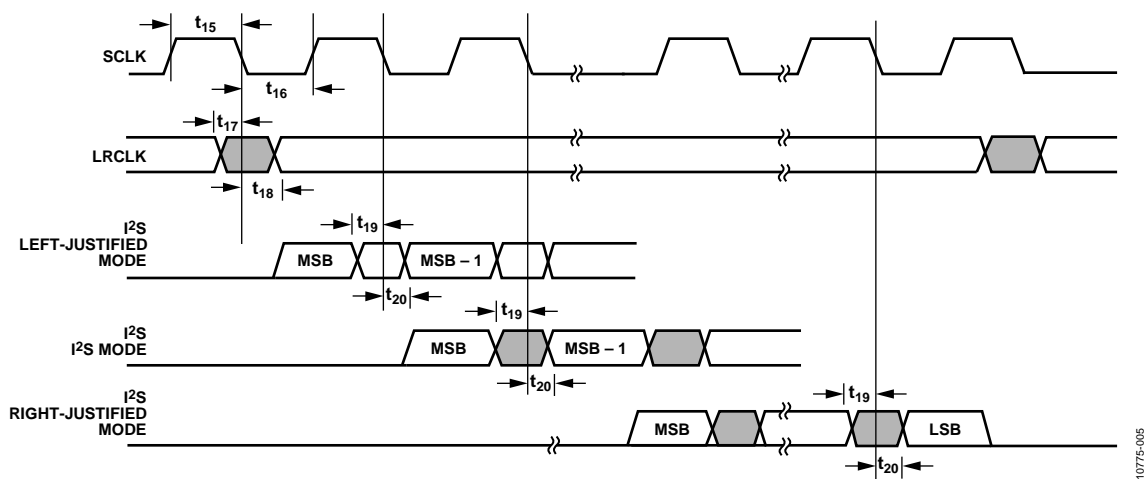 t15
SCLK
t16
t17
LRCLK
t18
I2S
LEFT-JUSTIFIED
MODE
t19
MSB
MSB – 1
t20
t19
I2S
I2S MODE
MSB
MSB – 1
t20
I2S
RIGHT-JUSTIFIED
MODE
t19
MSB
LSB
t20
10775-005